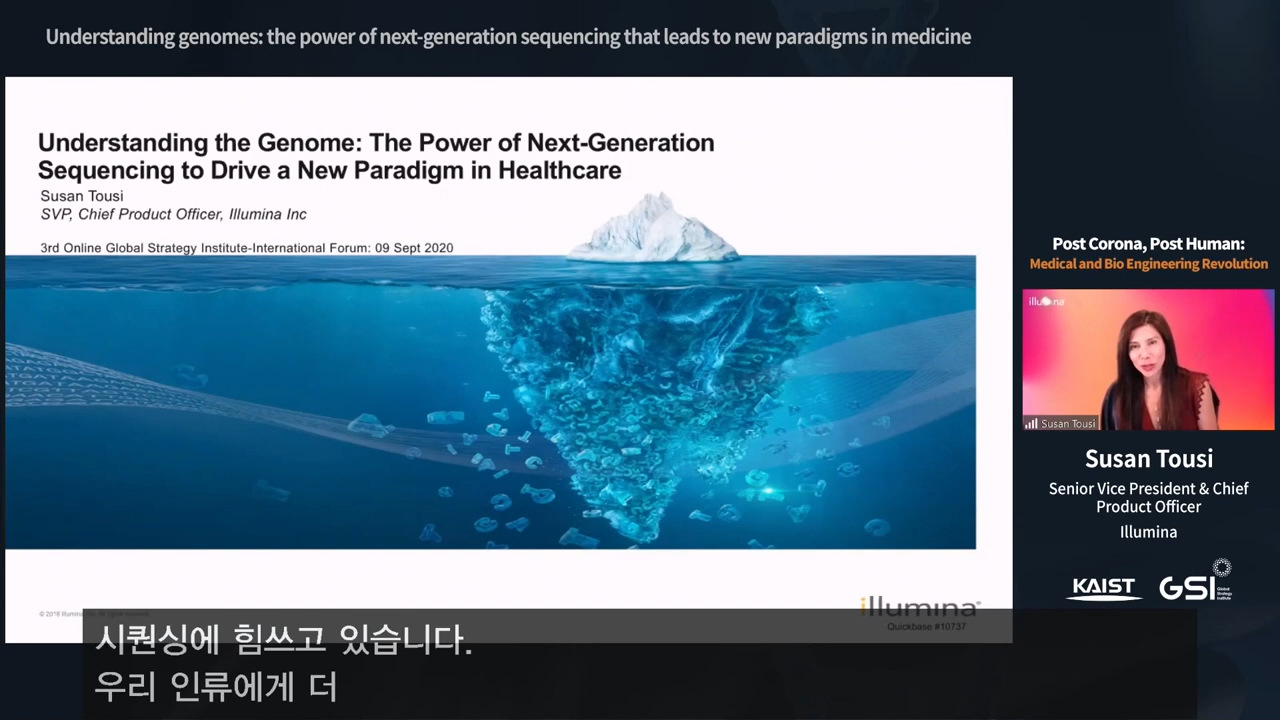 Understanding genomes: the power of next-generation sequencing that leads to new paradigms in medicine
Understanding the Genome: The Power of Next-Generation
Sequencing to Drive a New Paradigm in Healthcare
Susan Tousi
SVP, Chief Product Officer, Illumina Inc
3rd Online Global Strategy Institute-International Forum: 09 Sept 2020
illumina
Quickbase #10737
Post Corona, Post Human:
Medical and Bio Engineering Revolution
illumina
Susan Tousi
Susan Tousi
Senior Vice President & Chief
Product Officer
Illumina
KAIST
GSI
Global
Strategy
Institute
시퀀싱에 힘쓰고 있습니다.
우리 인류에게 더